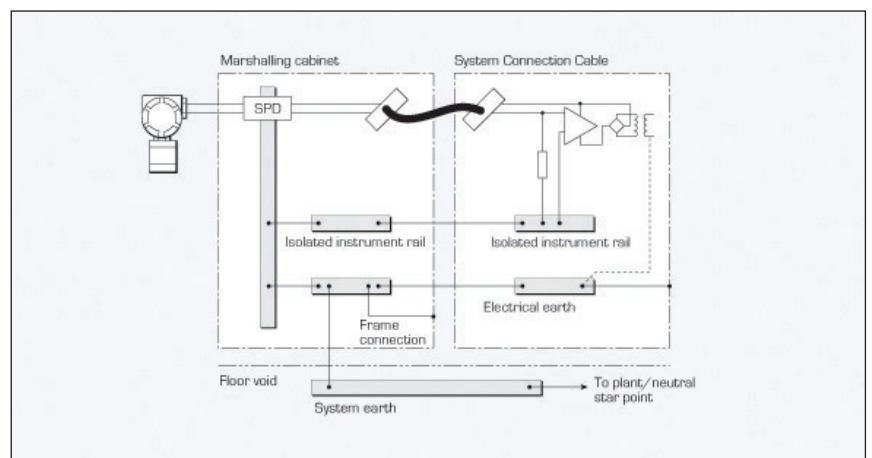 Marshalling cabinet
System Connection Cable
SPD
Isolated instrument rail
Isolated instrument rail
Electrical earth
Frame
connection
Floor void
To plant/neutral
star point
System earth